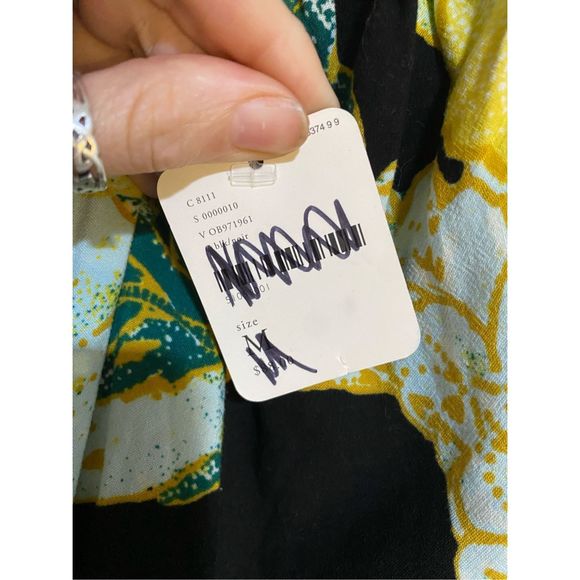 37499
C 8111
S 0000010
V OB971961
blk/noir
size
M